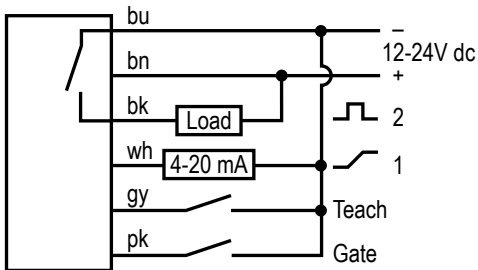 bu
–
12-24V dc
bn
+
bk
Load
2
wh
4-20 mA
1
gy
Teach
pk
Gate